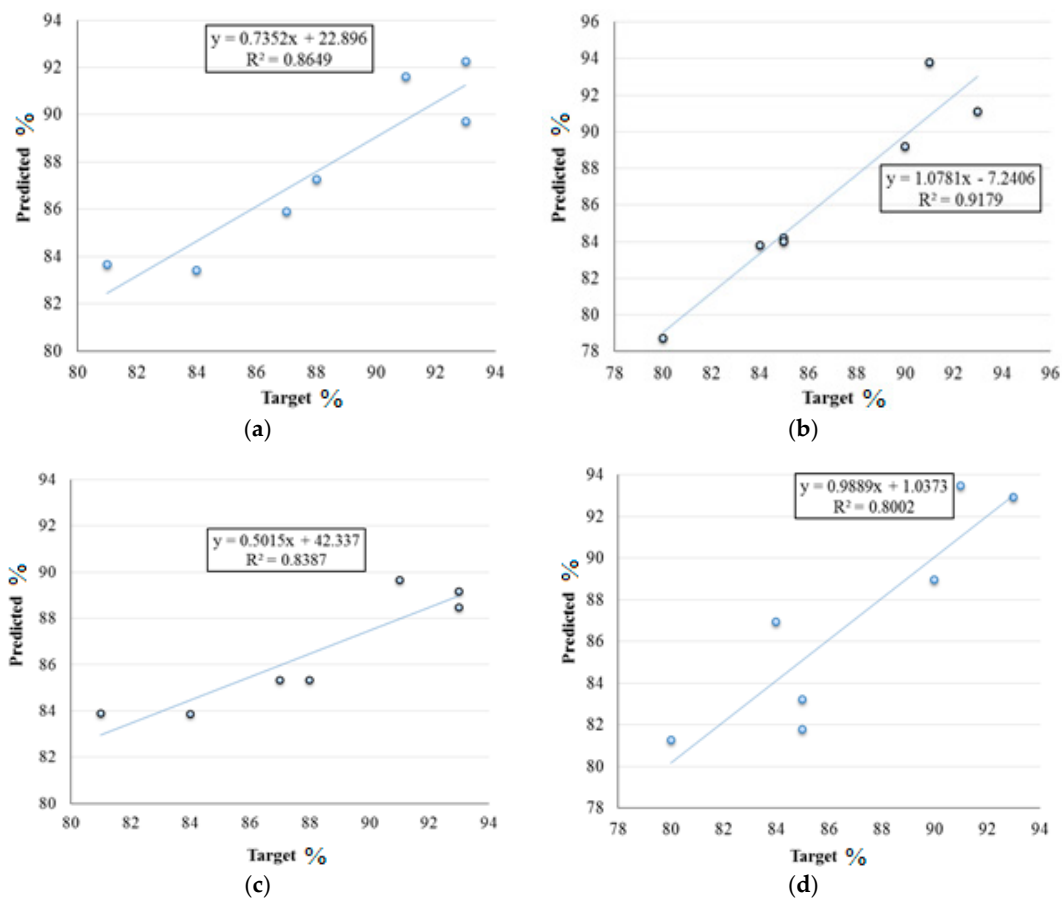 94
92
90
88
86
84
82
80
Predicted %
y = 0.7352x + 22.896
R² = 0.8649
80 82 84 86 88 90 92 94
Target %
(a)
96
94
92
90
88
86
84
82
80
78
Predicted %
y = 1.0781x - 7.2406
R² = 0.9179
78 80 82 84 86 88 90 92 94 96
Target %
(b)
94
92
90
88
86
84
82
80
Predicted %
y = 0.5015x + 42.337
R² = 0.8387
80 82 84 86 88 90 92 94
Target %
(c)
94
92
90
88
86
84
82
80
78
Predicted %
y = 0.9889x + 1.0373
R² = 0.8002
78 80 82 84 86 88 90 92 94
Target %
(d)